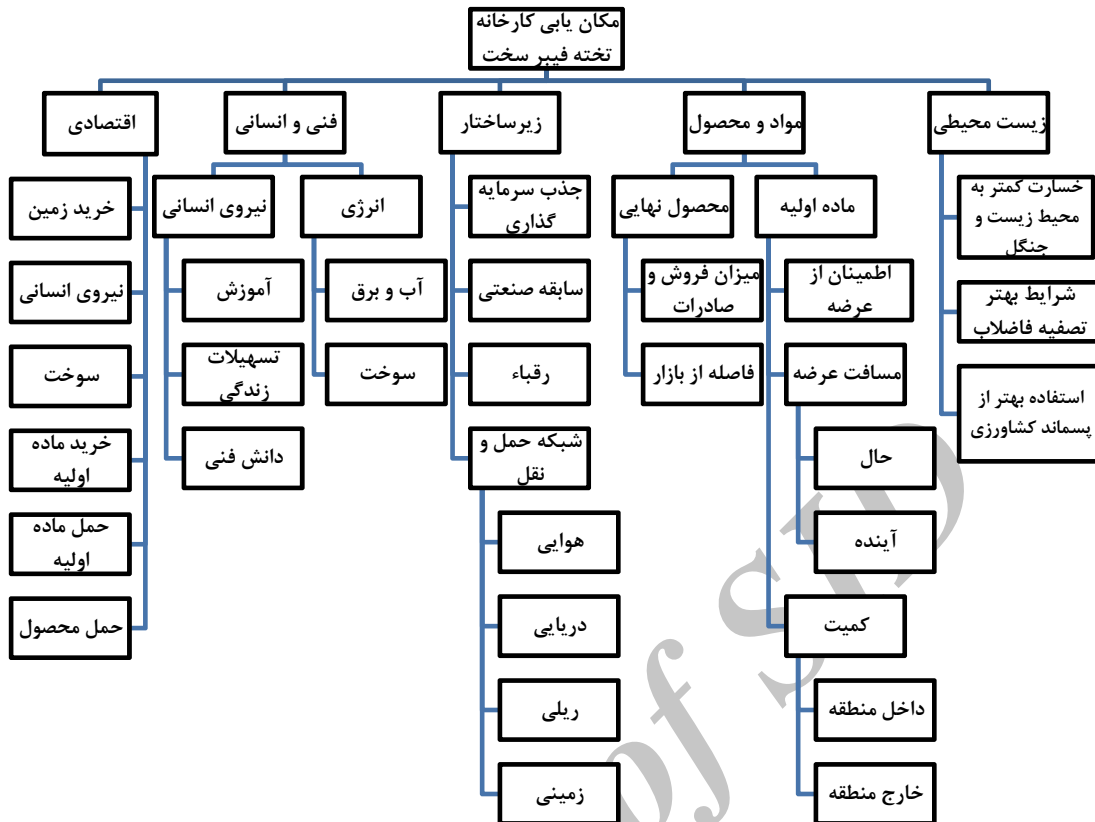 مکان یابی کارخانه
تخته فیبر سخت
زیست محیطی
خسارت کمتر به
محیط زیست و
جنگل
شرایط بهتر
تصفیه فاضلاب
استفاده بهتر از
پسماند کشاورزی
مواد و محصول
ماده اولیه
اطمینان از
عرضه
مسافت عرضه
حال
آینده
کمیت
داخل منطقه
خارج منطقه
محصول نهایی
میزان فروش و
صادرات
فاصله از بازار
زیرساختار
جذب سرمایه
گذاری
سابقه صنعتی
رقباء
شبکه حمل و
نقل
هوایی
دریایی
ریلی
زمینی
فنی و انسانی
انرژی
آب و برق
سوخت
نیروی انسانی
آموزش
تسهیلات
زندگی
دانش فنی
اقتصادی
خرید زمین
نیروی انسانی
سوخت
خرید ماده
اولیه
حمل ماده
اولیه
حمل محصول
of SID